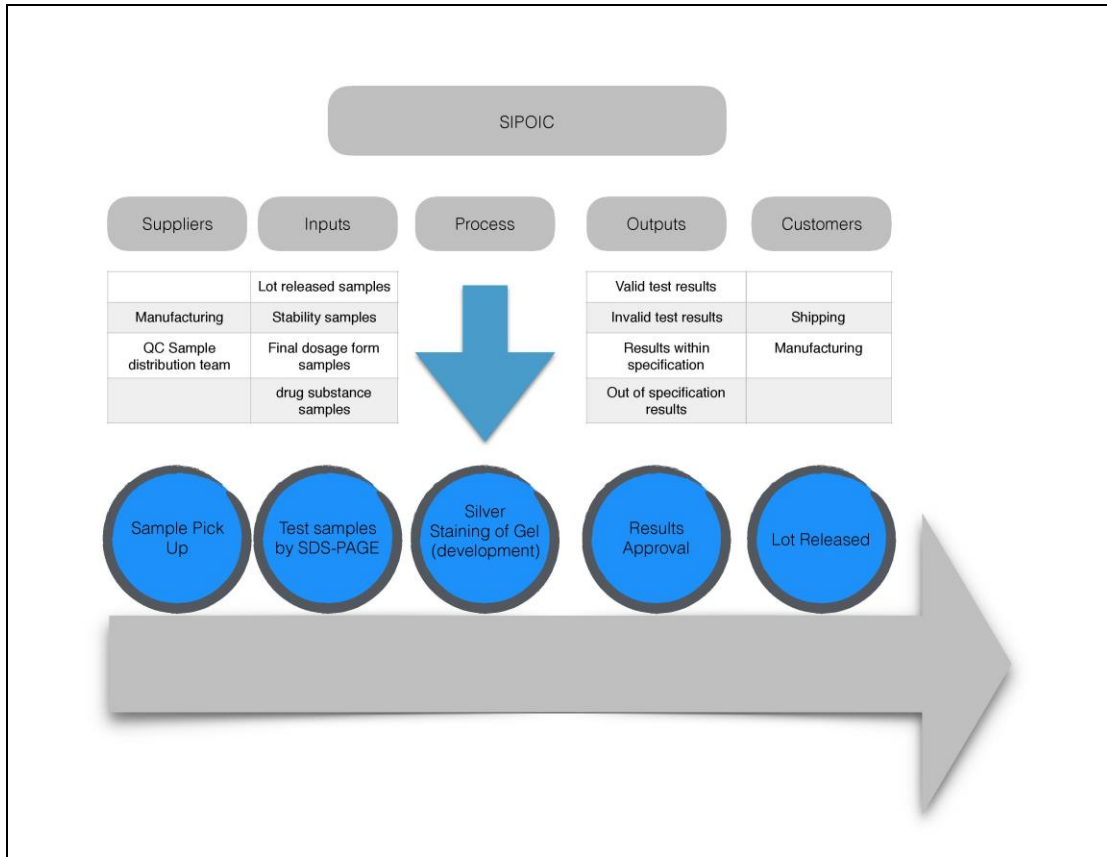 SIPOIC
Suppliers
Inputs
Process
Outputs
Customers
Lot released samples
Manufacturing
Stability samples
QC Sample
distribution team
Final dosage form
samples
drug substance
samples
Valid test results
Invalid test results
Shipping
Results within
specification
Manufacturing
Out of specification
results
Sample Pick
Up
Test samples
by SDS-PAGE
Silver
Staining of Gel
(development)
Results
Approval
Lot Released